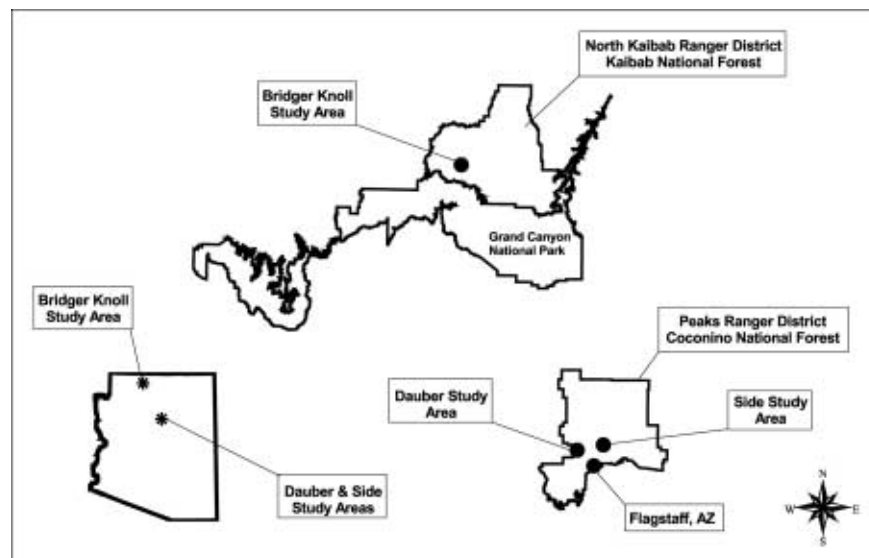 North Kaibab Ranger District
Kaibab National Forest
Bridger Knoll
Study Area
Grand Canyon
National Park
Bridger Knoll
Study Area
Peaks Ranger District
Coconino National Forest
Dauber Study
Area
Side Study
Area
Dauber & Side
Study Areas
Flagstaff, AZ
N
W
E
S